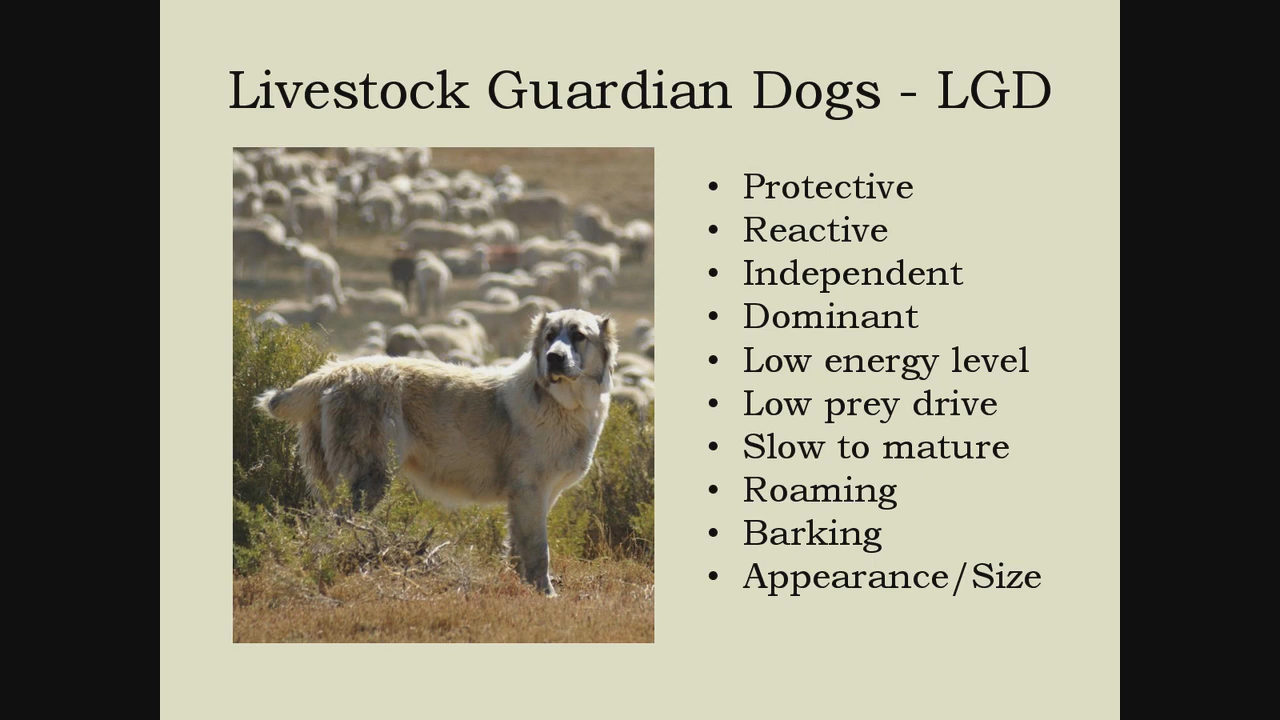 Livestock Guardian Dogs - LGD
• Protective
• Reactive
• Independent
• Dominant
• Low energy level
• Low prey drive
• Slow to mature
• Roaming
• Barking
• Appearance/Size